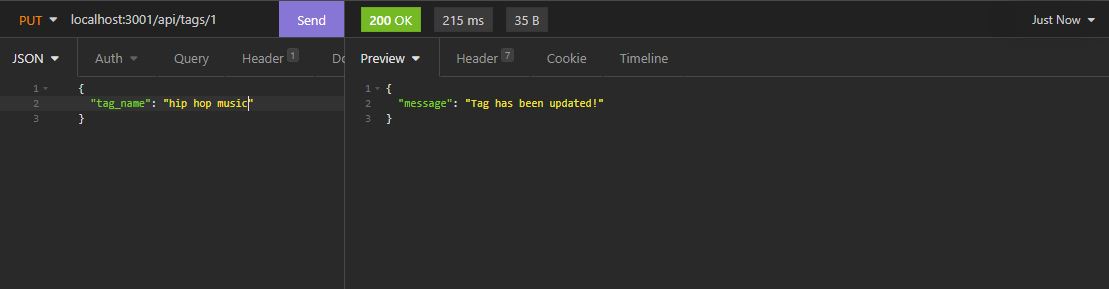 PUT localhost:3001/api/tags/1 Send 200 OK 215 ms 35 B Just Now
JSON Auth Query Header 1 Do Preview Header 7 Cookie Timeline
1 {
2 "tag_name": "hip hop music"
3 }
1 {
2 "message": "Tag has been updated!"
3 }